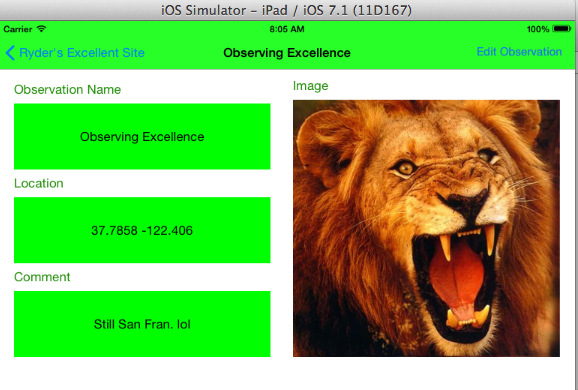 iOS Simulator – iPad / iOS 7.1 (11D167)
Carrier 8:05 AM 100%
Ryder's Excellent Site Observing Excellence Edit Observation
Observation Name
Observing Excellence
Location
37.7858 -122.406
Comment
Still San Fran. lol
Image